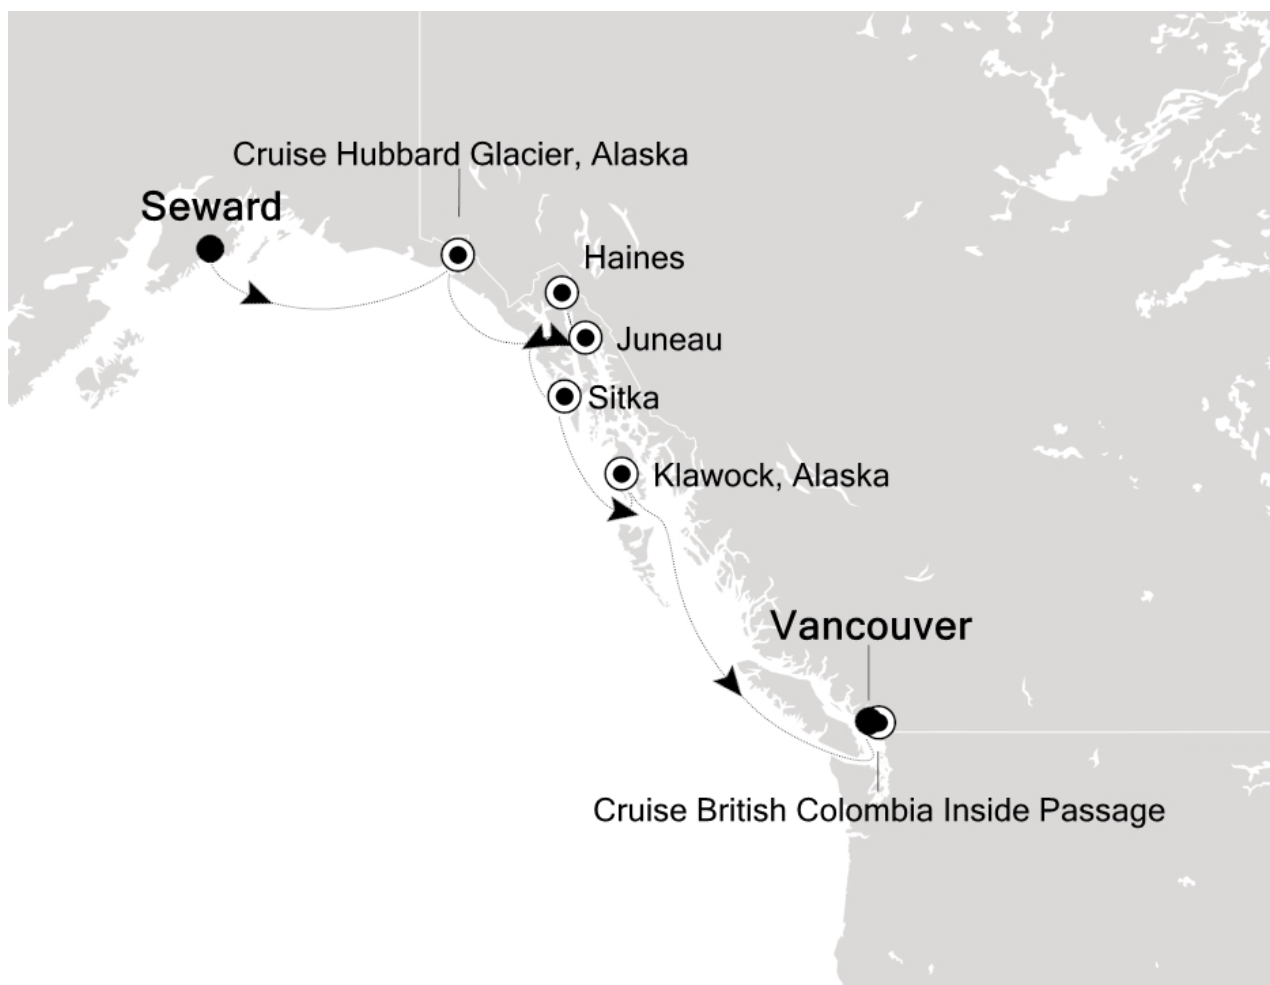 Cruise Hubbard Glacier, Alaska
Seward
Haines
Juneau
Sitka
Klawock, Alaska
Vancouver
Cruise British Colombia Inside Passage